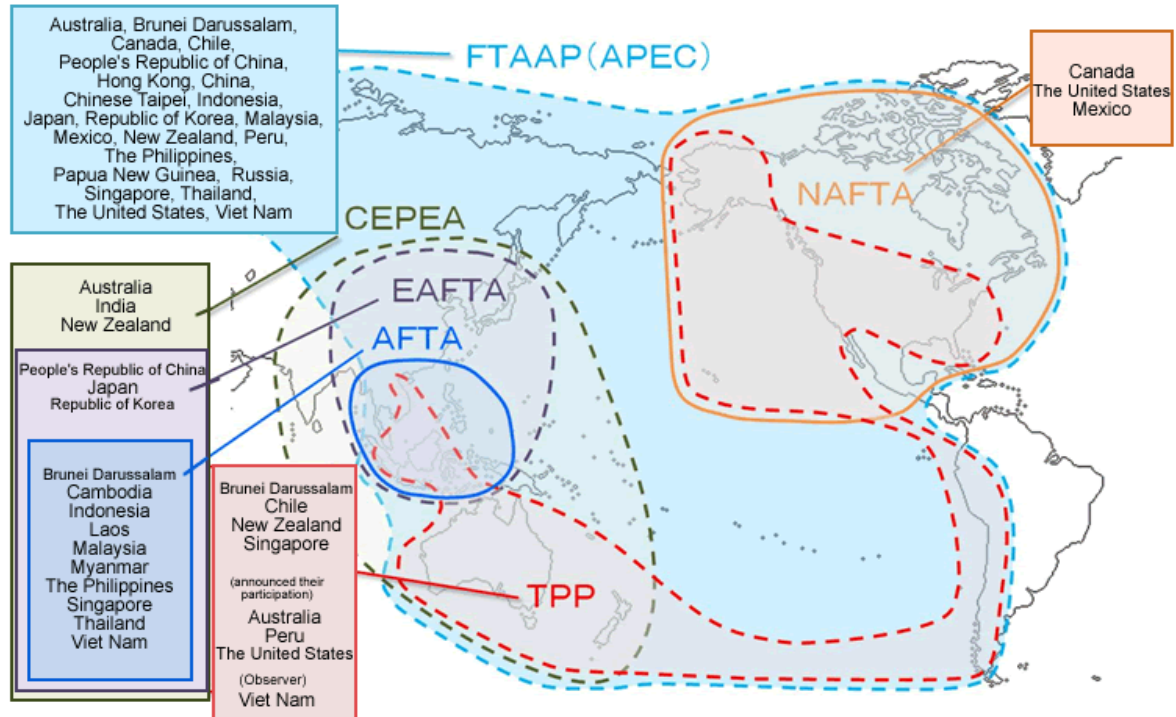 Australia, Brunei Darussalam,
Canada, Chile,
People's Republic of China,
Hong Kong, China,
Chinese Taipei, Indonesia,
Japan, Republic of Korea, Malaysia,
Mexico, New Zealand, Peru,
The Philippines,
Papua New Guinea, Russia,
Singapore, Thailand,
The United States, Viet Nam
FTAAP(APEC)
Canada
The United States
Mexico
NAFTA
CEPEA
EAFTA
AFTA
Australia
India
New Zealand
People's Republic of China
Japan
Republic of Korea
Brunei Darussalam
Cambodia
Indonesia
Laos
Malaysia
Myanmar
The Philippines
Singapore
Thailand
Viet Nam
Brunei Darussalam
Chile
New Zealand
Singapore
(announced their
participation)
Australia
Peru
The United States
(Observer)
Viet Nam
TPP